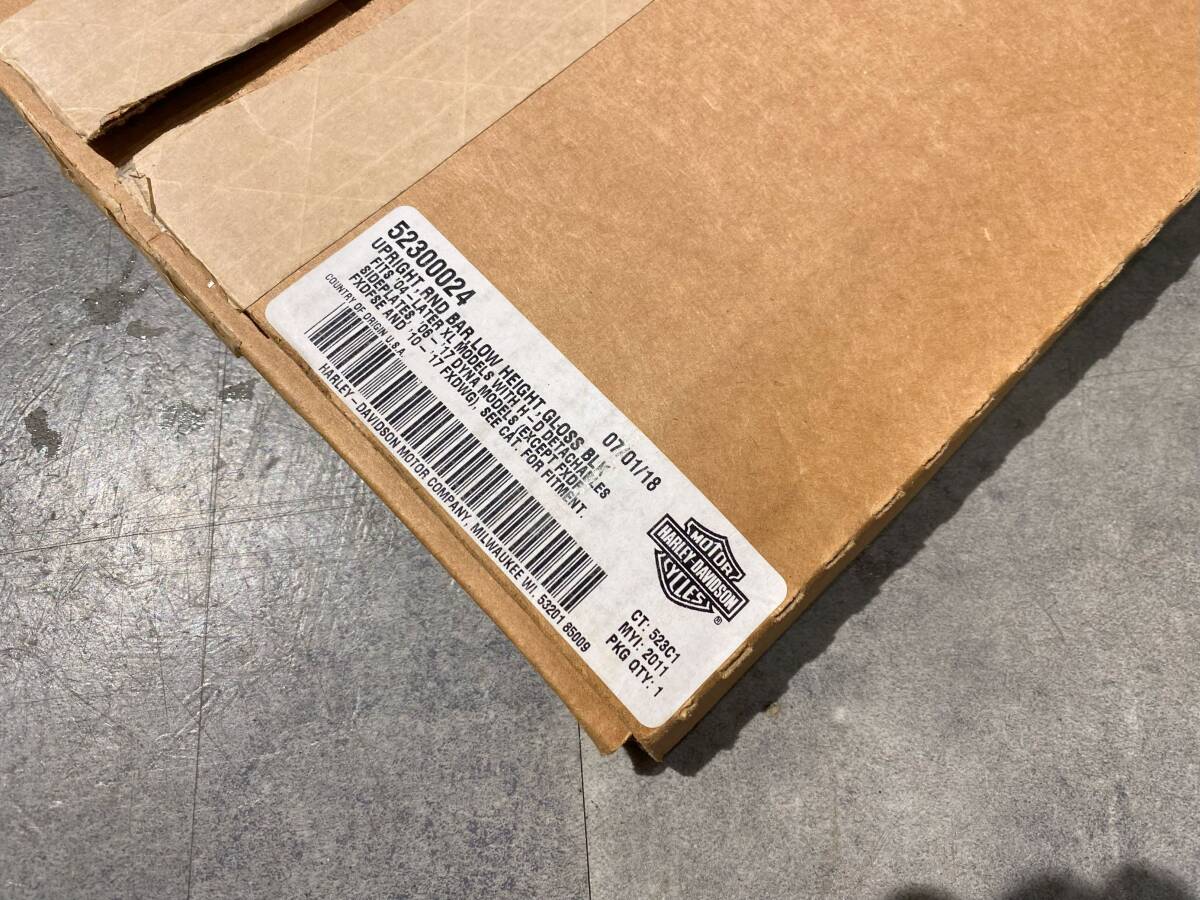 52300024
07/01/18
UPRIGHT RND BAR,LOW HEIGHT,GLOSS BLK
FITS '04-LATER XL MODELS WITH H-D DETACHABLES
SIDEPLATES, '06-'17 DYNA MODELS (EXCEPT FXDF,
FXDFSE AND '10-'17 FXDWG), SEE CAT. FOR FITMENT.
COUNTRY OF ORIGIN U.S.A.
HARLEY-DAVIDSON MOTOR COMPANY, MILWAUKEE WI. 53201 85009
MOTOR
HARLEY-DAVIDSON
CYCLES
®
CT: 523C1
MYI: 2011
PKG QTY: 1